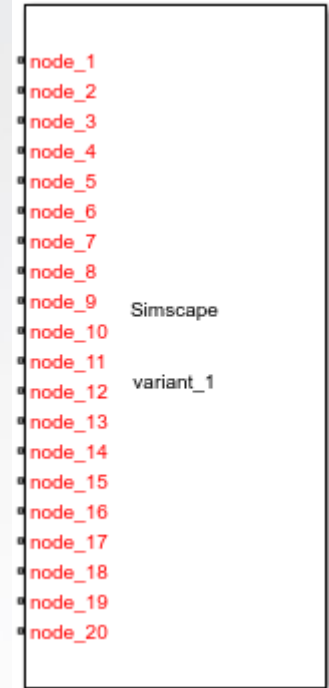 node_1
node_2
node_3
node_4
node_5
node_6
node_7
node_8
node_9
Simscape
node_10
node_11
variant_1
node_12
node_13
node_14
node_15
node_16
node_17
node_18
node_19
node_20